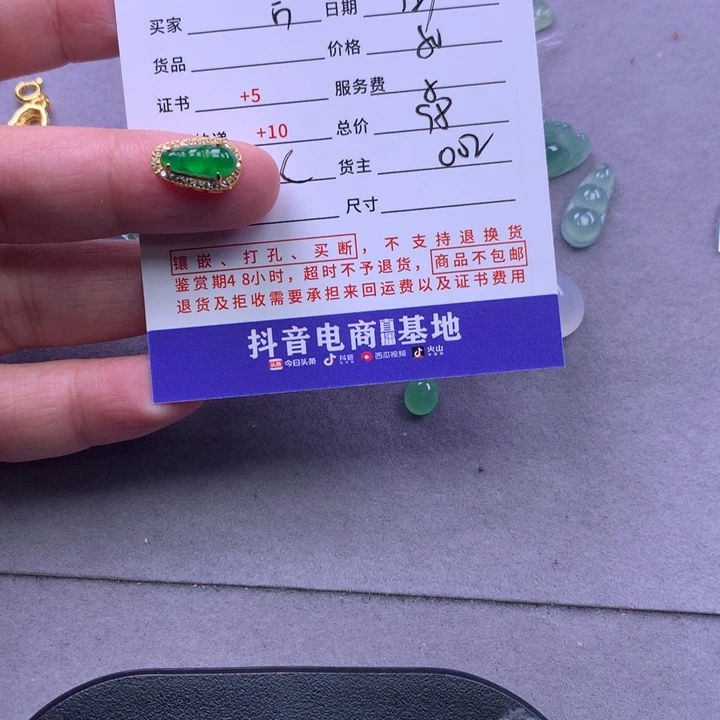 买家 日期
货品 价格
证书 +5 服务费 8
+10 总价 58
货主 052
尺寸
镶嵌、打孔、买断，不支持退换货
鉴赏期48小时，超时不予退货，商品不包邮
退货及拒收需要承担来回运费以及证书费用
抖音电商直播基地
头条 今日头条 抖音 西瓜视频 火山